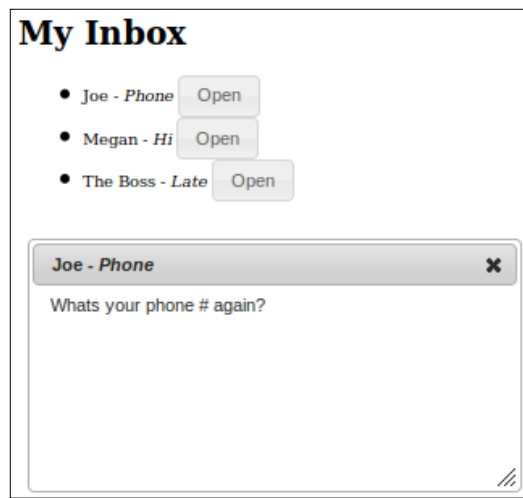 My Inbox
Joe - Phone Open
Megan - Hi Open
The Boss - Late Open
Joe - Phone
Whats your phone # again?